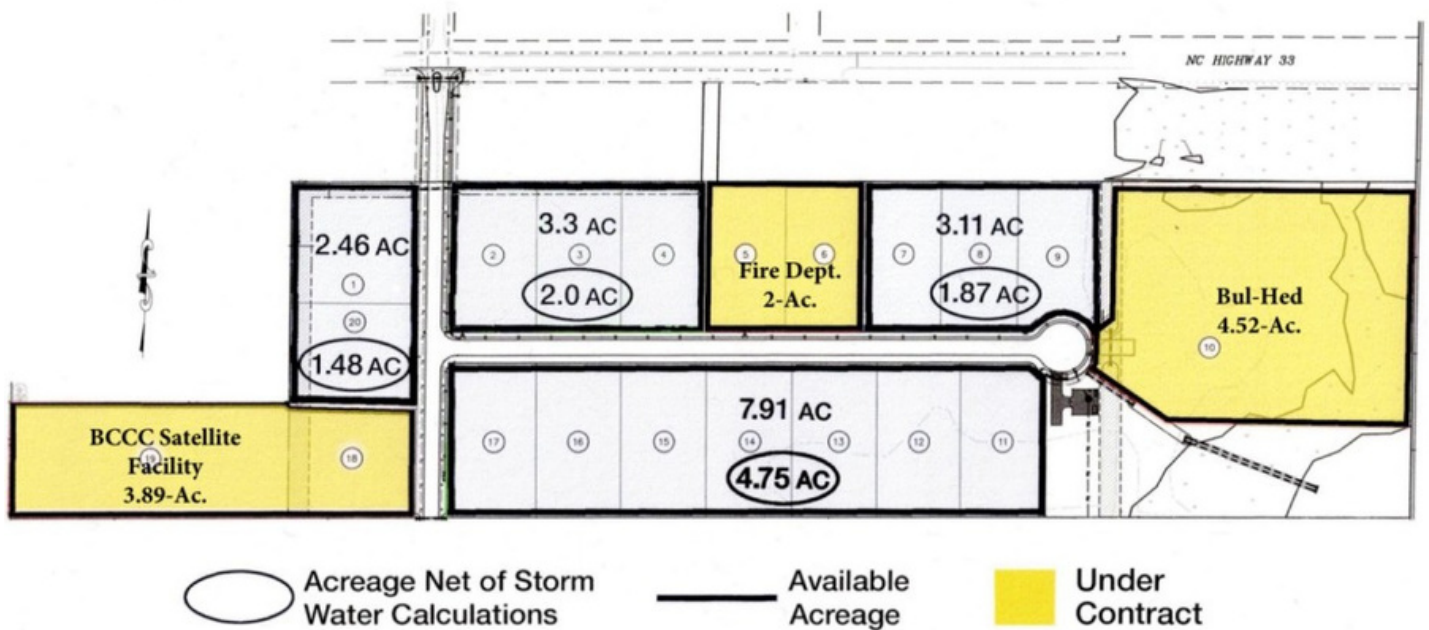 NC HIGHWAY 33
2.46 AC
1
20
1.48 AC
3.3 AC
2
3
4
2.0 AC
5
6
Fire Dept.
2-Ac.
3.11 AC
7
8
9
1.87 AC
Bul-Hed
4.52-Ac.
10
BCCC Satellite
Facility
19
3.89-Ac.
18
7.91 AC
17
16
15
14
13
12
11
4.75 AC
Acreage Net of Storm
Water Calculations
Available
Acreage
Under
Contract